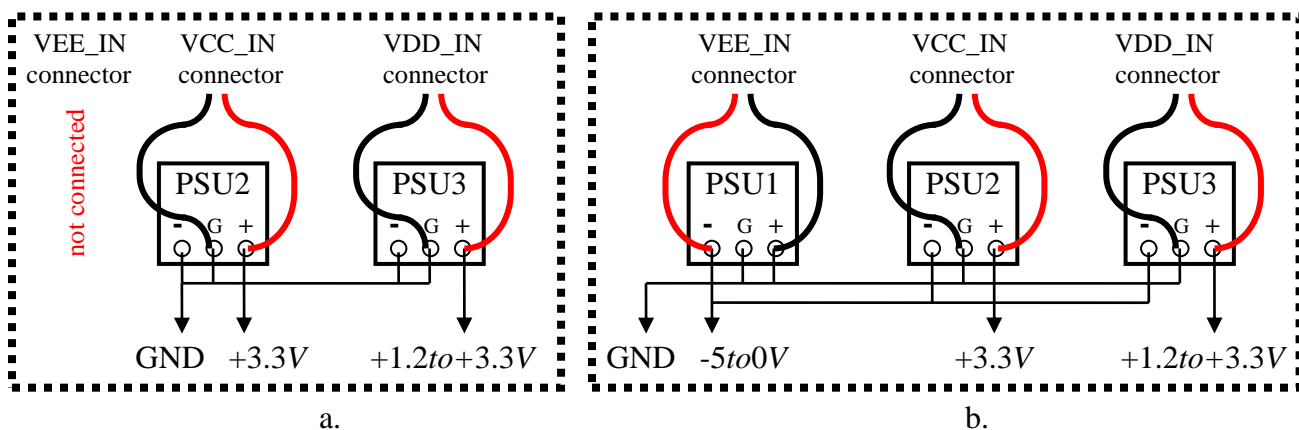 VEE_IN VCC_IN VDD_IN
connector connector connector
not connected
PSU2 PSU3
- G + - G +
GND +3.3V +1.2to+3.3V
a.
VEE_IN VCC_IN VDD_IN
connector connector connector
PSU1 PSU2 PSU3
- G + - G + - G +
GND -5to0V +3.3V +1.2to+3.3V
b.